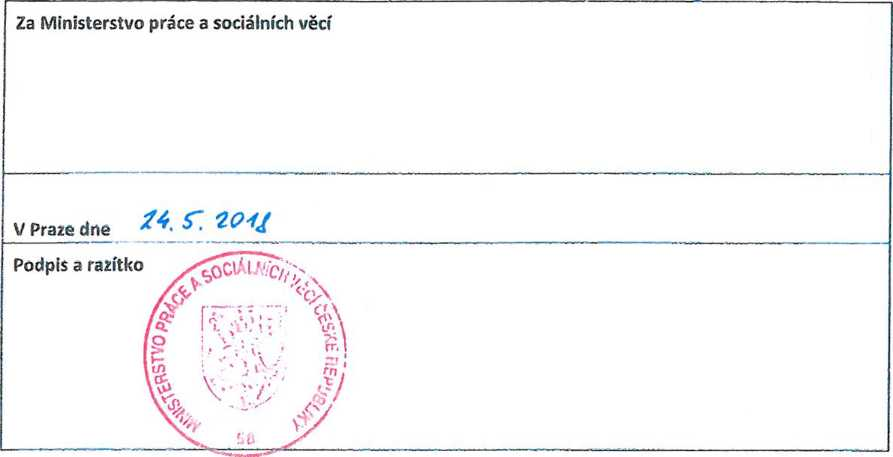 Za Ministerstvo práce a sociálních věcí
V Praze dne 24. 5. 2018
Podpis a razítko
MINISTERSTVO PRÁCE A SOCIÁLNÍCH VĚCÍ ČESKÉ REPUBLIKY
58